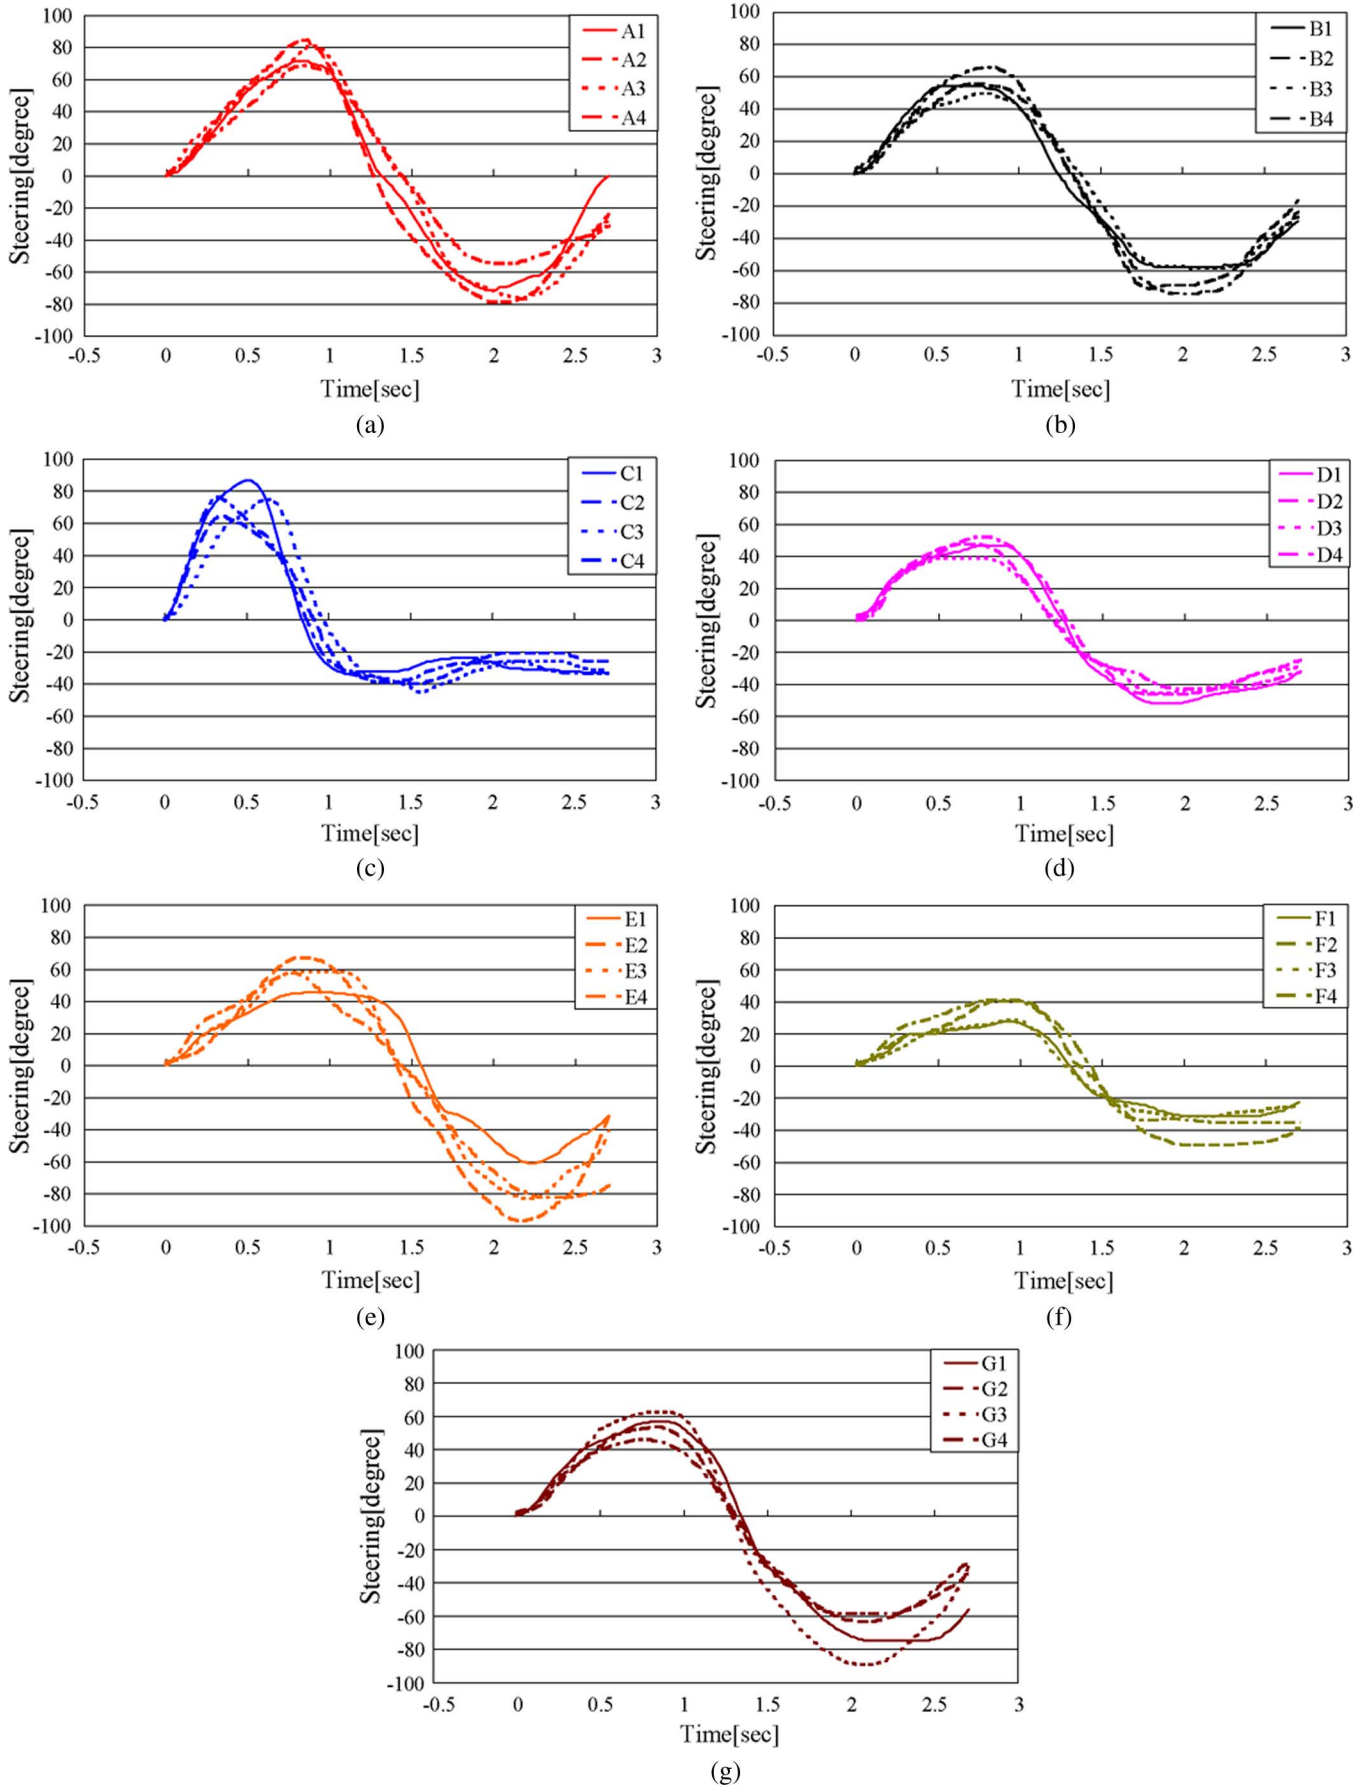 100
80
60
40
20
0
-20
-40
-60
-80
-100
-0.5 0 0.5 1 1.5 2 2.5 3
Steering[degree]
Time[sec]
A1
A2
A3
A4
(a)
100
80
60
40
20
0
-20
-40
-60
-80
-100
-0.5 0 0.5 1 1.5 2 2.5 3
Steering[degree]
Time[sec]
B1
B2
B3
B4
(b)
100
80
60
40
20
0
-20
-40
-60
-80
-100
-0.5 0 0.5 1 1.5 2 2.5 3
Steering[degree]
Time[sec]
C1
C2
C3
C4
(c)
100
80
60
40
20
0
-20
-40
-60
-80
-100
-0.5 0 0.5 1 1.5 2 2.5 3
Steering[degree]
Time[sec]
D1
D2
D3
D4
(d)
100
80
60
40
20
0
-20
-40
-60
-80
-100
-0.5 0 0.5 1 1.5 2 2.5 3
Steering[degree]
Time[sec]
E1
E2
E3
E4
(e)
100
80
60
40
20
0
-20
-40
-60
-80
-100
-0.5 0 0.5 1 1.5 2 2.5 3
Steering[degree]
Time[sec]
F1
F2
F3
F4
(f)
100
80
60
40
20
0
-20
-40
-60
-80
-100
-0.5 0 0.5 1 1.5 2 2.5 3
Steering[degree]
Time[sec]
G1
G2
G3
G4
(g)